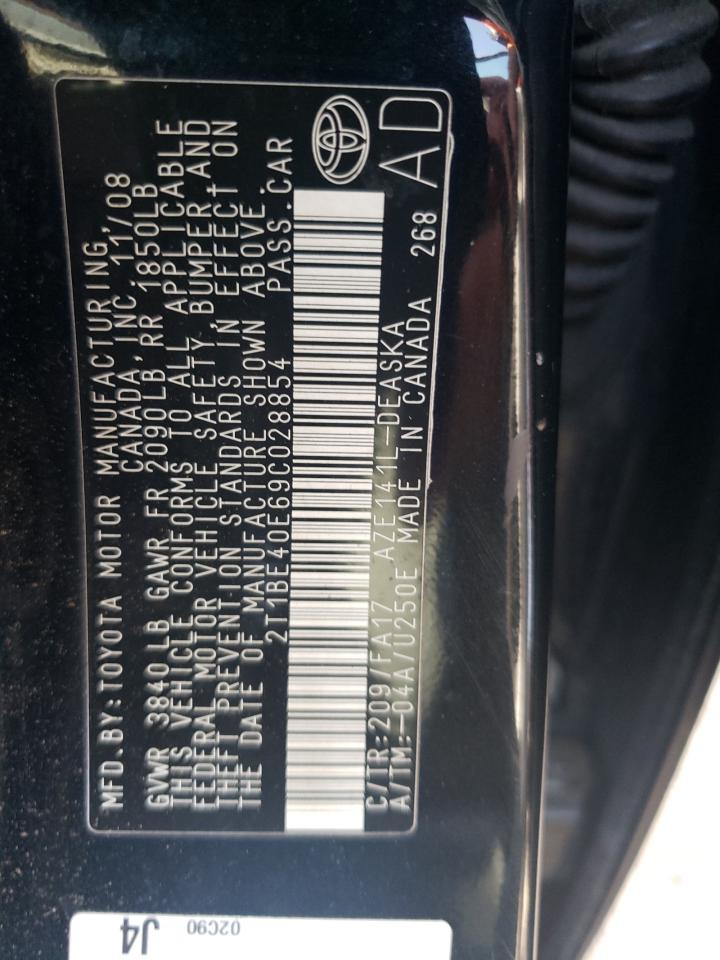 MFD.BY:TOYOTA MOTOR MANUFACTURING,
CANADA,INC.11/08
GVWR 3840LB GAWR FR 2090LB,RR 1850LB
THIS VEHICLE CONFORMS TO ALL APPLICABLE
FEDERAL MOTOR VEHICLE SAFETY,BUMPER,AND
THEFT PREVENTION STANDARDS IN EFFECT ON
THE DATE OF MANUFACTURE SHOWN ABOVE.
2T1BE40E69C028854 PASS.CAR
C/TR:209/FA17 AZE141L-DEASKA
A/TM:-04A/U250E MADE IN CANADA 268
AD
J4
02C90